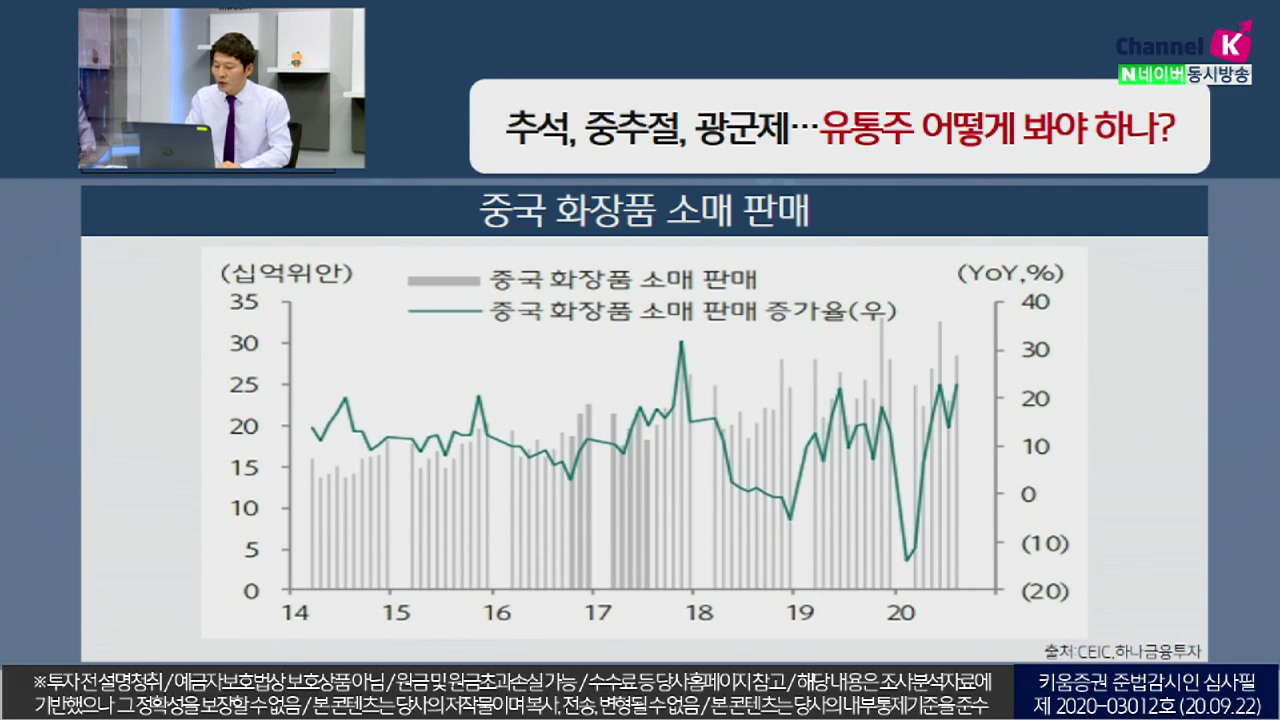 Channel K
N네이버동시방송
추석, 중추절, 광군제…유통주 어떻게 봐야 하나?
중국 화장품 소매 판매
(십억위안)
(YoY,%)
중국 화장품 소매 판매
중국 화장품 소매 판매 증가율(우)
35
30
25
20
15
10
5
0
40
30
20
10
0
(10)
(20)
14 15 16 17 18 19 20
출처:CEIC,하나금융투자
※투자 전 설명청취 / 예금자보호법상 보호상품 아님 / 원금 및 원금초과손실 가능 / 수수료 등 당사홈페이지 참고 / 해당 내용은 조사분석자료에
기반했으나 그 정확성을 보장할 수 없음 / 본 콘텐츠는 당사의 저작물이며 복사, 전송, 변형될 수 없음 / 본 콘텐츠는 당사의 내부통제기준을 준수
키움증권 준법감시인 심사필
제 2020-03012호 (20.09.22)